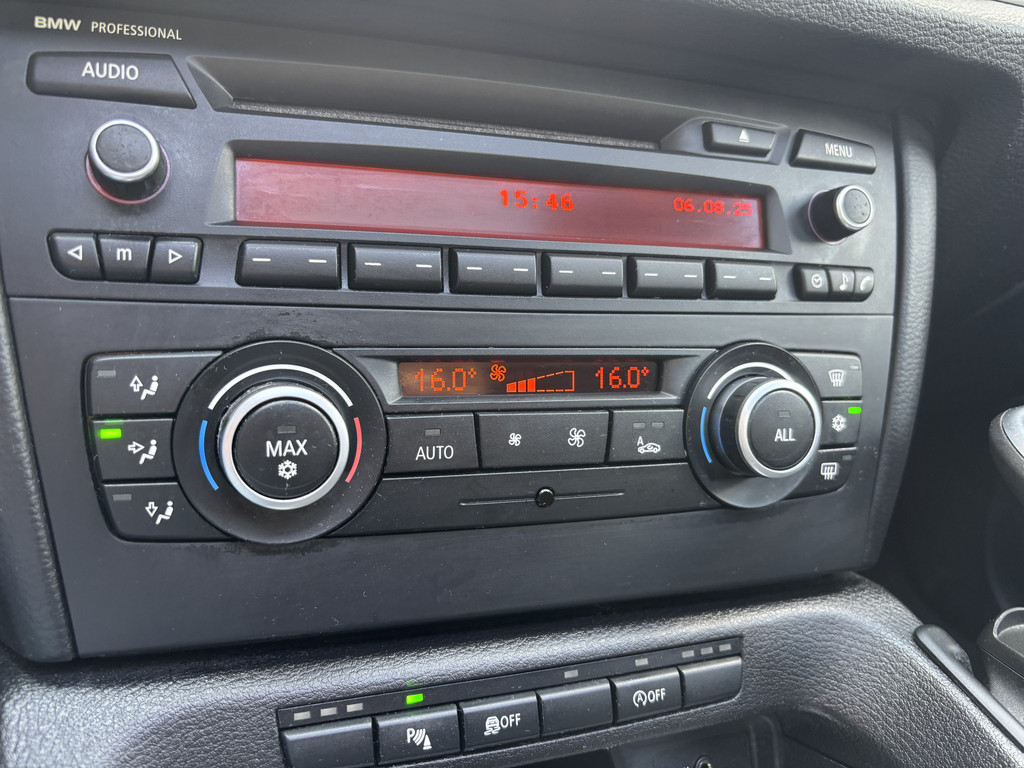 BMW PROFESSIONAL
AUDIO
MENU
15:46 06.08.25
m
16.0° 16.0°
MAX
AUTO
A
ALL
P
OFF
A OFF